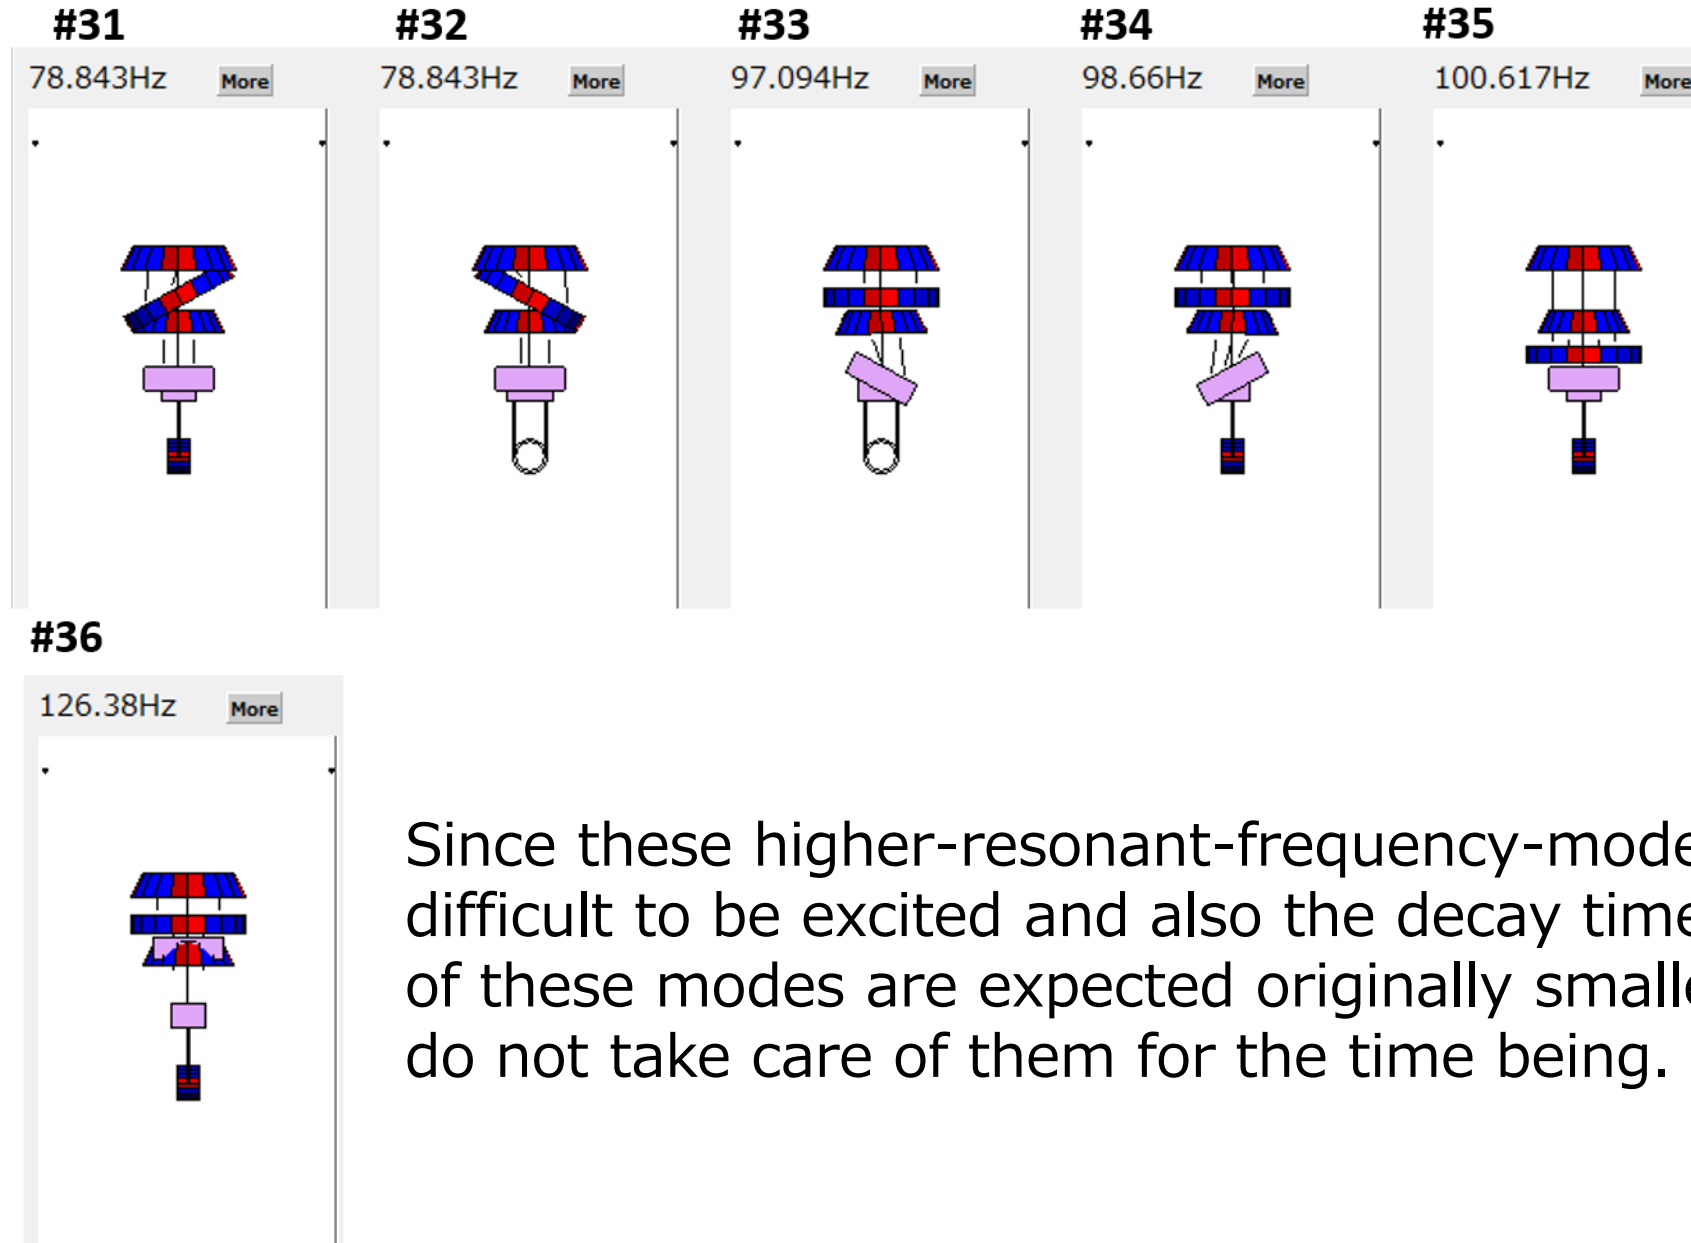 #31 #32 #33 #34 #35
78.843Hz More 78.843Hz More 97.094Hz More 98.66Hz More 100.617Hz More
#36
126.38Hz More
Since these higher-resonant-frequency-mode
difficult to be excited and also the decay time
of these modes are expected originally smalle
do not take care of them for the time being.